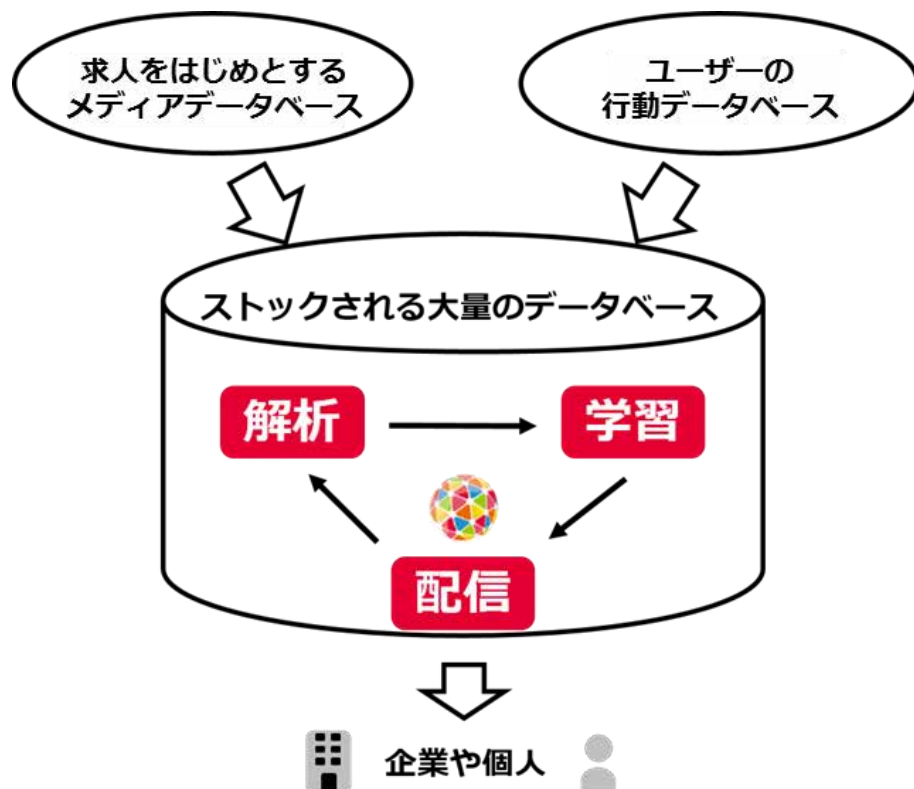 求人をはじめとする
メディアデータベース
ユーザーの
行動データベース
ストックされる大量のデータベース
解析
学習
配信
企業や個人